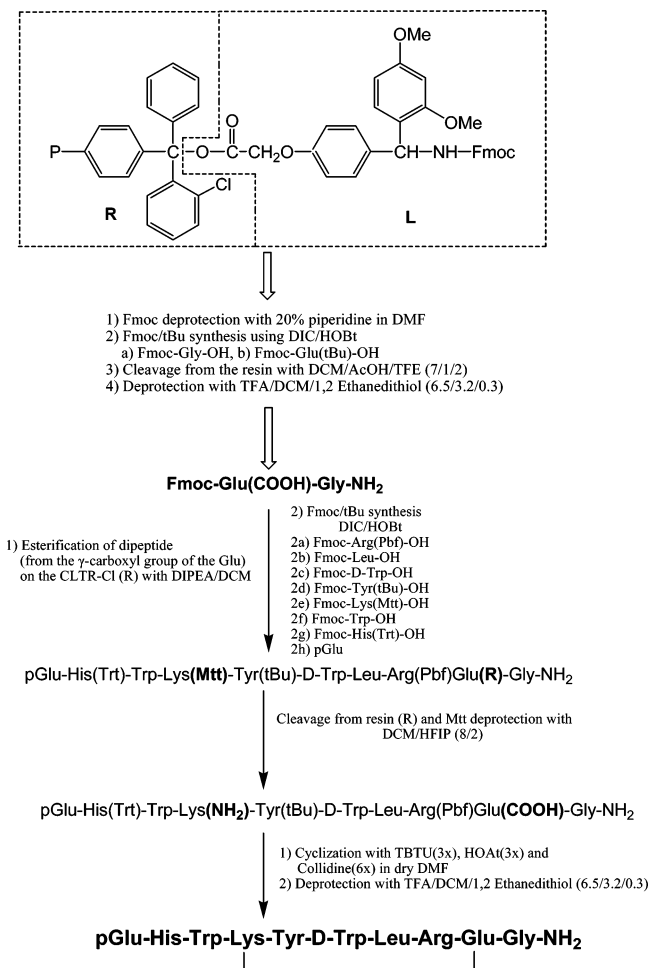 OMe
OMe
O
P
C
O
C
CH2O
CH
NH
Fmoc
Cl
R
L
1) Fmoc deprotection with 20% piperidine in DMF
2) Fmoc/tBu synthesis using DIC/HOBt
a) Fmoc-Gly-OH, b) Fmoc-Glu(tBu)-OH
3) Cleavage from the resin with DCM/AcOH/TFE (7/1/2)
4) Deprotection with TFA/DCM/1,2 Ethanedithiol (6.5/3.2/0.3)
Fmoc-Glu(COOH)-Gly-NH2
1) Esterification of dipeptide
(from the γ-carboxyl group of the Glu)
on the CLTR-Cl (R) with DIPEA/DCM
2) Fmoc/tBu synthesis
DIC/HOBt
2a) Fmoc-Arg(Pbf)-OH
2b) Fmoc-Leu-OH
2c) Fmoc-D-Trp-OH
2d) Fmoc-Tyr(tBu)-OH
2e) Fmoc-Lys(Mtt)-OH
2f) Fmoc-Trp-OH
2g) Fmoc-His(Trt)-OH
2h) pGlu
pGlu-His(Trt)-Trp-Lys(Mtt)-Tyr(tBu)-D-Trp-Leu-Arg(Pbf)Glu(R)-Gly-NH2
Cleavage from resin (R) and Mtt deprotection with
DCM/HFIP (8/2)
pGlu-His(Trt)-Trp-Lys(NH2)-Tyr(tBu)-D-Trp-Leu-Arg(Pbf)Glu(COOH)-Gly-NH2
1) Cyclization with TBTU(3x), HOAt(3x) and
Collidine(6x) in dry DMF
2) Deprotection with TFA/DCM/1,2 Ethanedithiol (6.5/3.2/0.3)
pGlu-His-Trp-Lys-Tyr-D-Trp-Leu-Arg-Glu-Gly-NH2